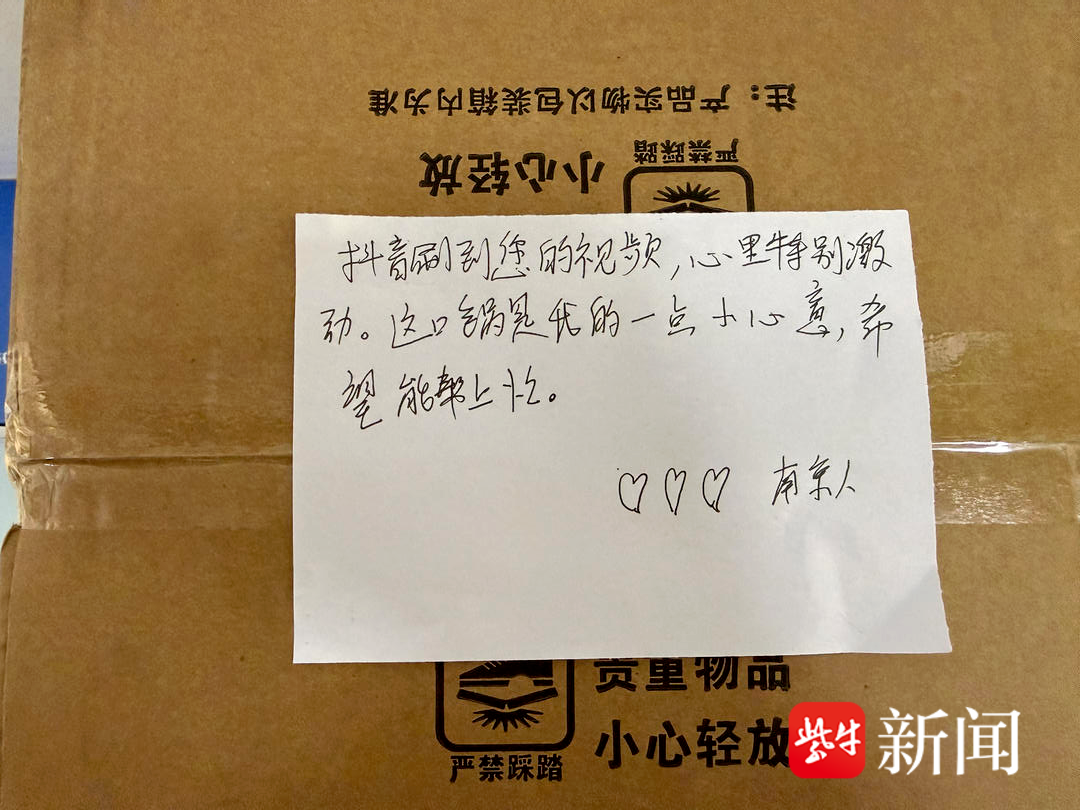 注：产品实物以包装箱内为准
严禁踩踏
小心轻放
抖音刷到您的视频，心里特别激
动。这口锅是我的一点小心意，希
望能帮上忙。
♡♡♡ 南京人
贵重物品
小心轻放
严禁踩踏
紫牛新闻